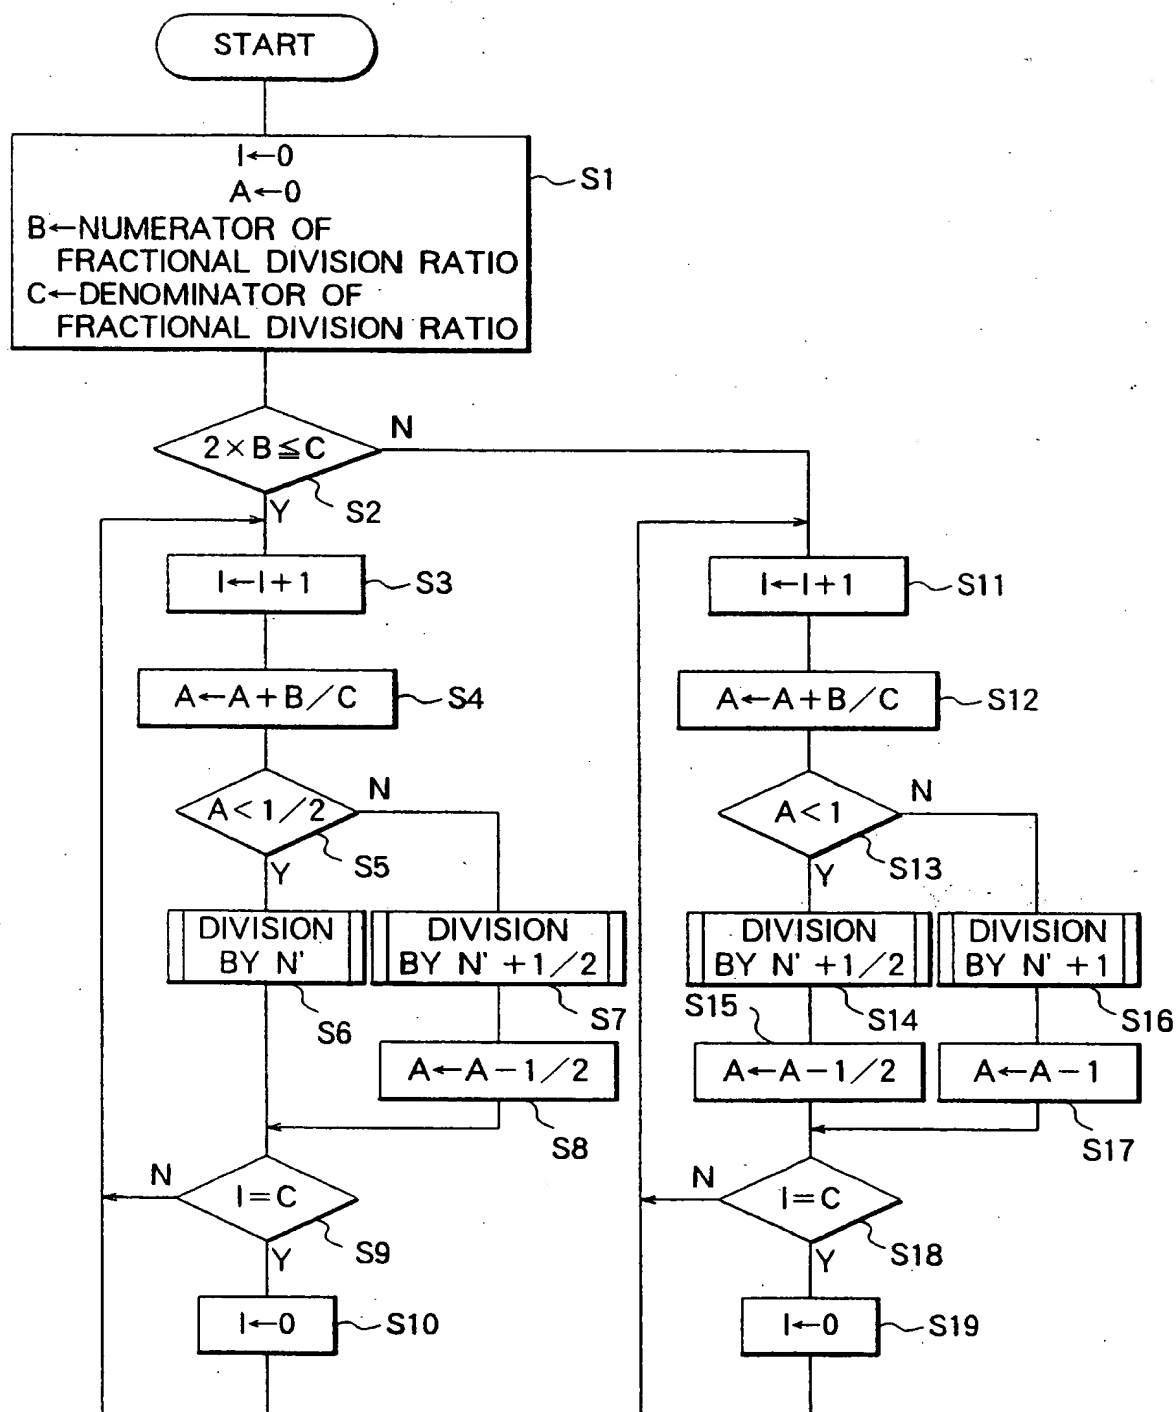 START
I←0
A←0
B←NUMERATOR OF
FRACTIONAL DIVISION RATIO
C←DENOMINATOR OF
FRACTIONAL DIVISION RATIO
S1
2×B≦C
N
Y
S2
I←I+1
S3
A←A+B/C
S4
A<1/2
N
Y
S5
DIVISION
BY N'
S6
DIVISION
BY N'+1/2
S7
A←A-1/2
S8
N
I=C
Y
S9
I←0
S10
I←I+1
S11
A←A+B/C
S12
A<1
N
Y
S13
DIVISION
BY N'+1/2
S14
DIVISION
BY N'+1
S16
S15
A←A-1/2
A←A-1
S17
N
I=C
Y
S18
I←0
S19